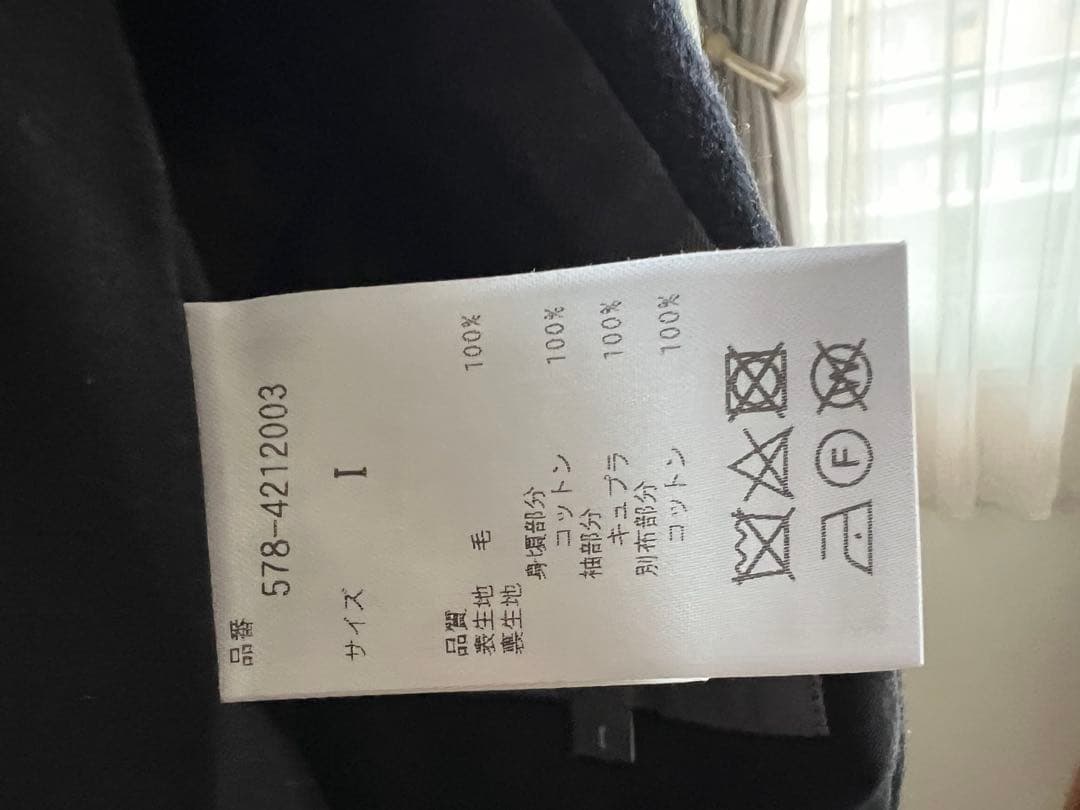 品番
578-4212003
サイズ I
品質
表生地 毛 100%
裏生地
身頃部分
コットン 100%
袖部分
キュプラ 100%
別布部分
コットン 100%
F
W